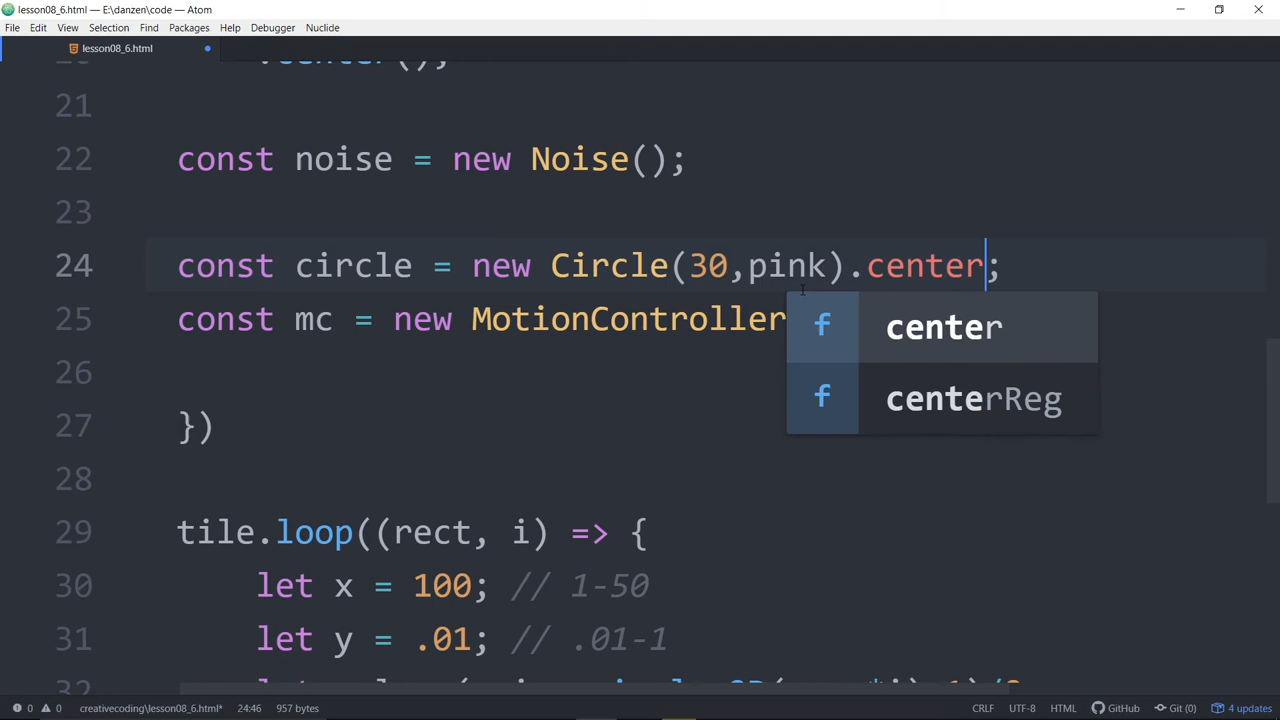 lesson08_6.html — E:\danzen\code — Atom
File Edit View Selection Find Packages Help Debugger Nuclide
lesson08_6.html
20 .center();
21
22 const noise = new Noise();
23
24 const circle = new Circle(30,pink).center;
25 const mc = new MotionController
f center
f centerReg
26
27 })
28
29 tile.loop((rect, i) => {
30 let x = 100; // 1-50
31 let y = .01; // .01-1
32
0 0 creativecoding\lesson08_6.html* 24:46 957 bytes CRLF UTF-8 HTML GitHub Git (0) 4 updates